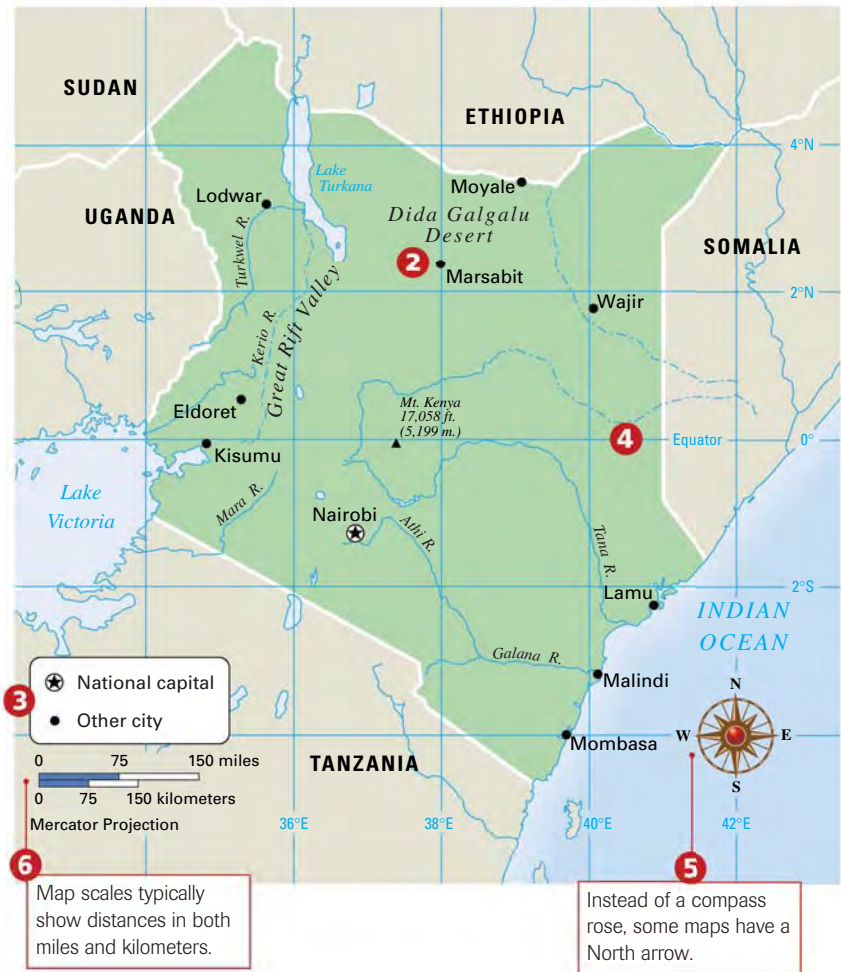 SUDAN
ETHIOPIA
4°N
Lake
Turkana
Lodwar
Moyale
UGANDA
Dida Galgalu
Desert
SOMALIA
Turkwel R.
2
Marsabit
2°N
Wajir
Great Rift Valley
Kerio R.
Eldoret
Mt. Kenya
17,058 ft.
(5,199 m.)
4
Equator
0°
Kisumu
Lake
Victoria
Mara R.
Nairobi
Athi R.
Tana R.
2°S
Lamu
INDIAN
OCEAN
Galana R.
Malindi
3
National capital
Other city
N
W
E
S
Mombasa
TANZANIA
0 75 150 miles
0 75 150 kilometers
Mercator Projection
36°E
38°E
40°E
42°E
6
Map scales typically
show distances in both
miles and kilometers.
5
Instead of a compass
rose, some maps have a
North arrow.